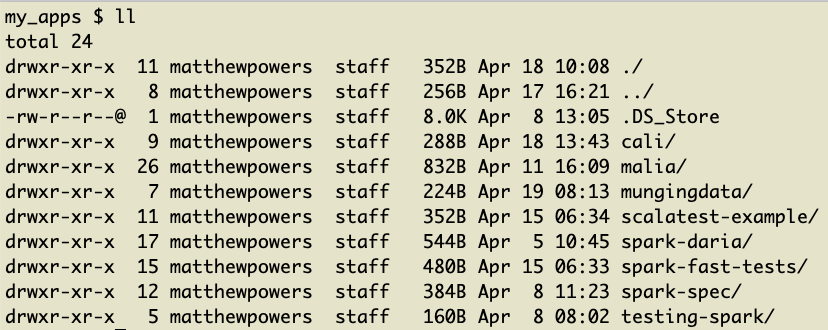 my_apps $ ll
total 24
drwxr-xr-x  11 matthewpowers  staff   352B Apr 18 10:08 ./
drwxr-xr-x   8 matthewpowers  staff   256B Apr 17 16:21 ../
-rw-r--r--@  1 matthewpowers  staff   8.0K Apr  8 13:05 .DS_Store
drwxr-xr-x   9 matthewpowers  staff   288B Apr 18 13:43 cali/
drwxr-xr-x  26 matthewpowers  staff   832B Apr 11 16:09 malia/
drwxr-xr-x   7 matthewpowers  staff   224B Apr 19 08:13 mungingdata/
drwxr-xr-x  11 matthewpowers  staff   352B Apr 15 06:34 scalatest-example/
drwxr-xr-x  17 matthewpowers  staff   544B Apr  5 10:45 spark-daria/
drwxr-xr-x  15 matthewpowers  staff   480B Apr 15 06:33 spark-fast-tests/
drwxr-xr-x  12 matthewpowers  staff   384B Apr  8 11:23 spark-spec/
drwxr-xr-x   5 matthewpowers  staff   160B Apr  8 08:02 testing-spark/